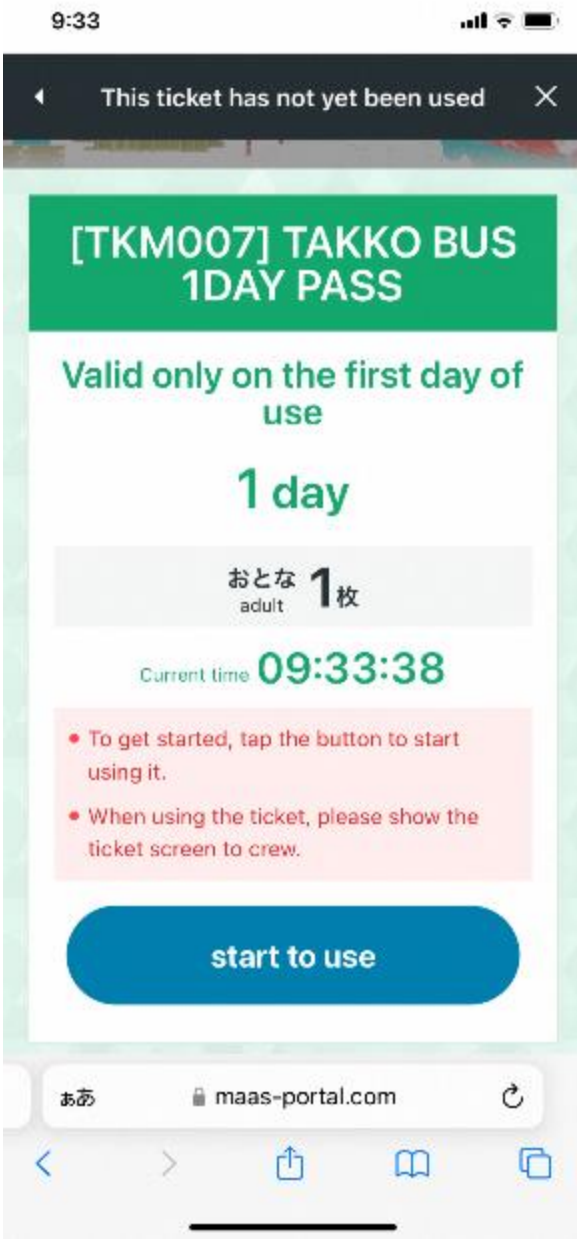 9:33
This ticket has not yet been used
[TKM007] TAKKO BUS
1DAY PASS
Valid only on the first day of
use
1 day
おとな 1枚
adult
Current time 09:33:38
• To get started, tap the button to start
using it.
• When using the ticket, please show the
ticket screen to crew.
start to use
ぁあ maas-portal.com